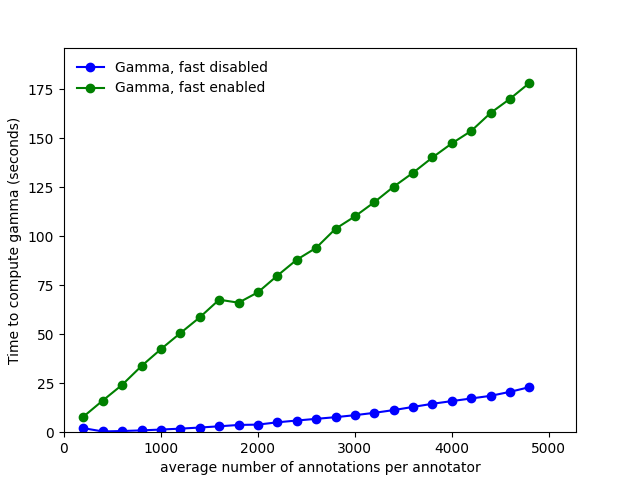 Gamma, fast disabled
Gamma, fast enabled
Time to compute gamma (seconds)
175
150
125
100
75
50
25
0
0 1000 2000 3000 4000 5000
average number of annotations per annotator